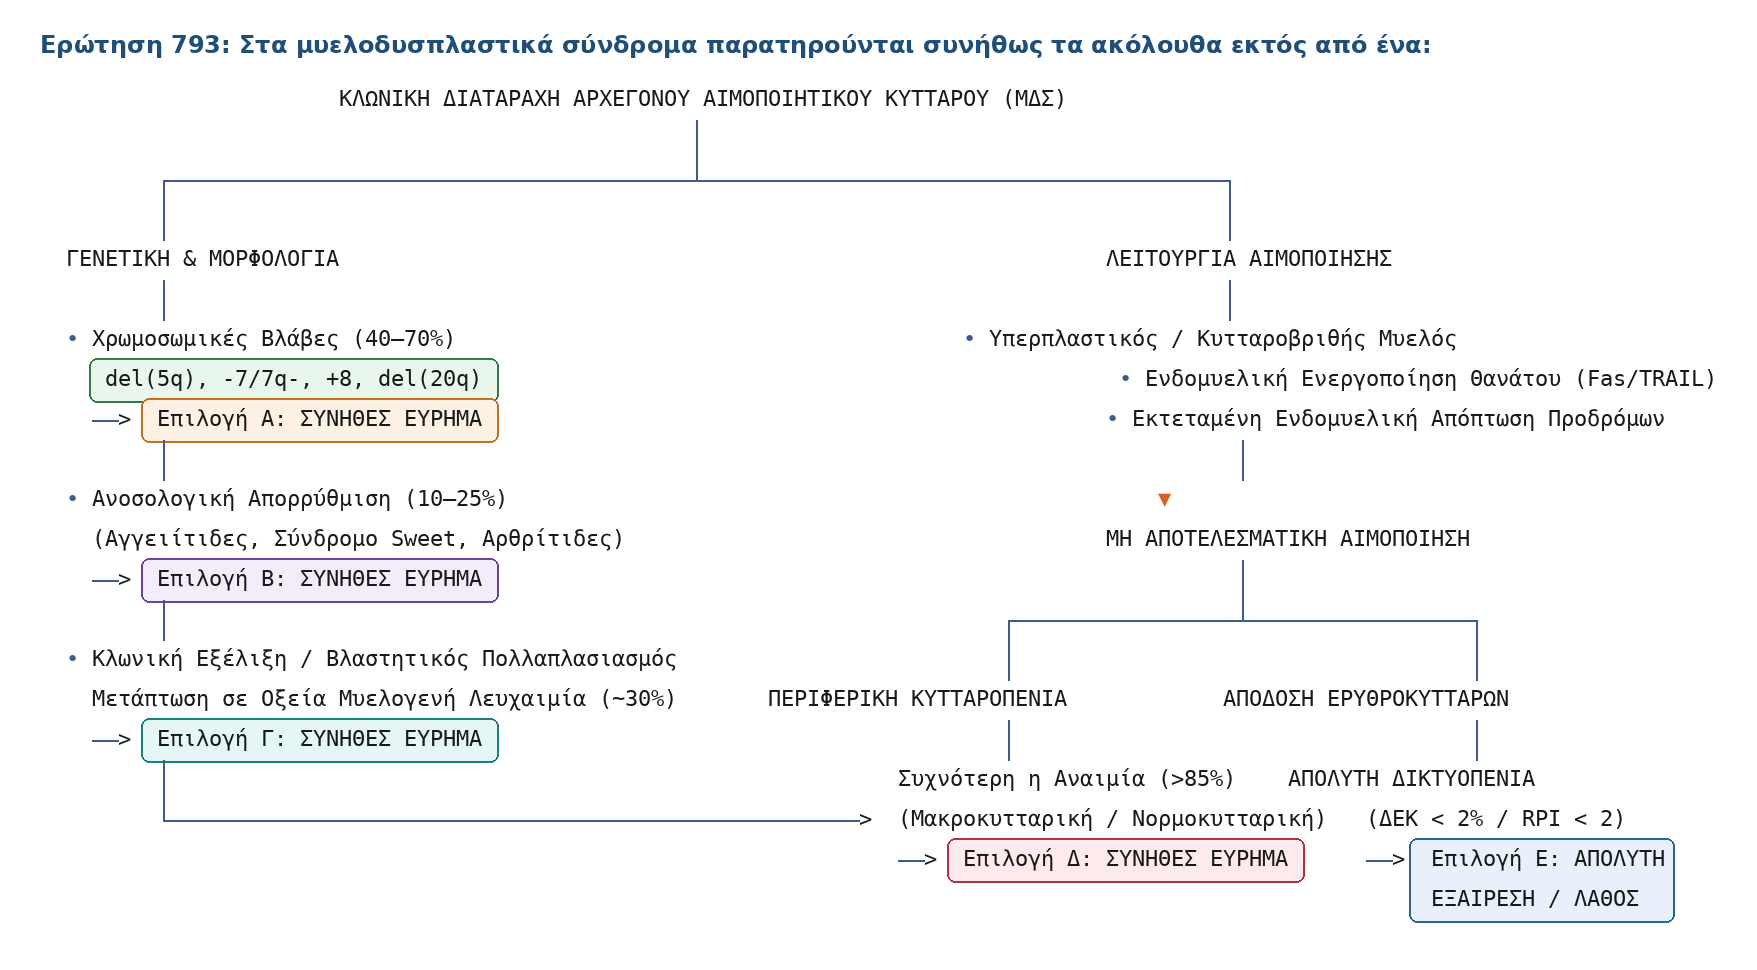 Ερώτηση 793: Στα μυελοδυσπλαστικά σύνδρομα παρατηρούνται συνήθως τα ακόλουθα εκτός από ένα:
ΚΛΩΝΙΚΗ ΔΙΑΤΑΡΑΧΗ ΑΡΧΕΓΟΝΟΥ ΑΙΜΟΠΟΙΗΤΙΚΟΥ ΚΥΤΤΑΡΟΥ (ΜΔΣ)
ΓΕΝΕΤΙΚΗ & ΜΟΡΦΟΛΟΓΙΑ
• Χρωμοσωμικές Βλάβες (40–70%)
del(5q), -7/7q-, +8, del(20q)
—> Επιλογή Α: ΣΥΝΗΘΕΣ ΕΥΡΗΜΑ
• Ανοσολογική Απορρύθμιση (10–25%)
(Αγγειίτιδες, Σύνδρομο Sweet, Αρθρίτιδες)
—> Επιλογή Β: ΣΥΝΗΘΕΣ ΕΥΡΗΜΑ
• Κλωνική Εξέλιξη / Βλαστητικός Πολλαπλασιασμός
Μετάπτωση σε Οξεία Μυελογενή Λευχαιμία (~30%)
—> Επιλογή Γ: ΣΥΝΗΘΕΣ ΕΥΡΗΜΑ
ΛΕΙΤΟΥΡΓΙΑ ΑΙΜΟΠΟΙΗΣΗΣ
• Υπερπλαστικός / Κυτταροβριθής Μυελός
• Ενδομυελική Ενεργοποίηση Θανάτου (Fas/TRAIL)
• Εκτεταμένη Ενδομυελική Απόπτωση Προδρόμων
▼
ΜΗ ΑΠΟΤΕΛΕΣΜΑΤΙΚΗ ΑΙΜΟΠΟΙΗΣΗ
ΠΕΡΙΦΕΡΙΚΗ ΚΥΤΤΑΡΟΠΕΝΙΑ
Συχνότερη η Αναιμία (>85%)
> (Μακροκυτταρική / Νορμοκυτταρική)
—> Επιλογή Δ: ΣΥΝΗΘΕΣ ΕΥΡΗΜΑ
ΑΠΟΔΟΣΗ ΕΡΥΘΡΟΚΥΤΤΑΡΩΝ
ΑΠΟΛΥΤΗ ΔΙΚΤΥΟΠΕΝΙΑ
(ΔΕΚ < 2% / RPI < 2)
—> Επιλογή Ε: ΑΠΟΛΥΤΗ
ΕΞΑΙΡΕΣΗ / ΛΑΘΟΣ